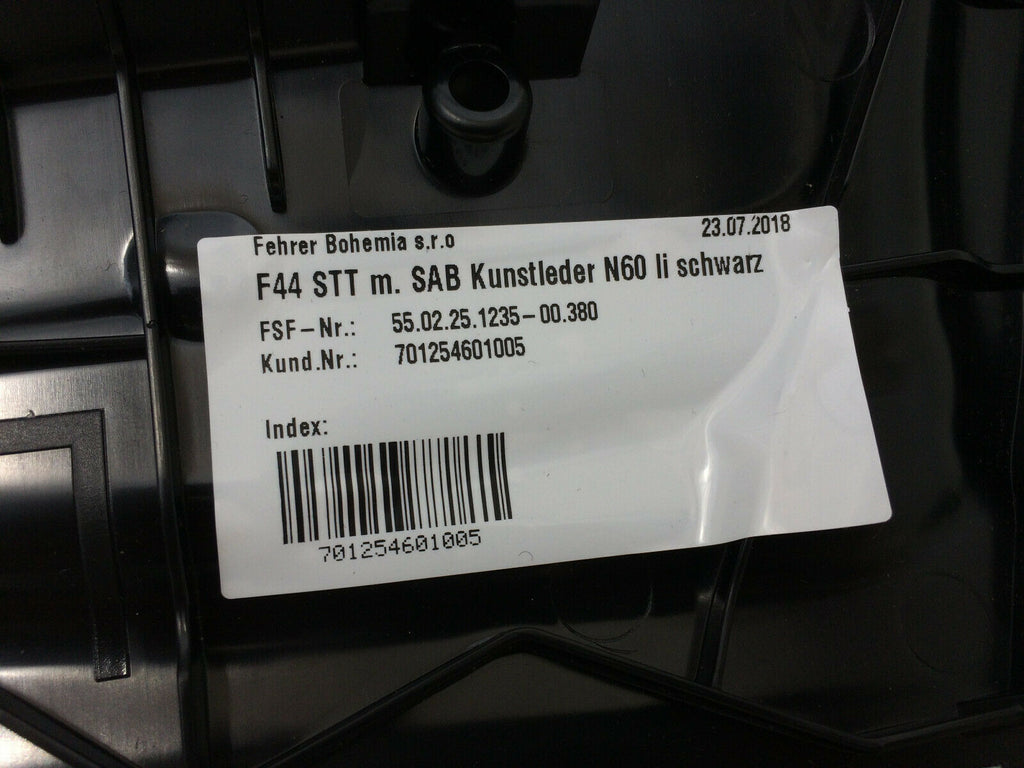 Fehrer Bohemia s.r.o
23.07.2018
F44 STT m. SAB Kunstleder N60 li schwarz
FSF-Nr.: 55.02.25.1235-00.380
Kund.Nr.: 701254601005
Index:
701254601005